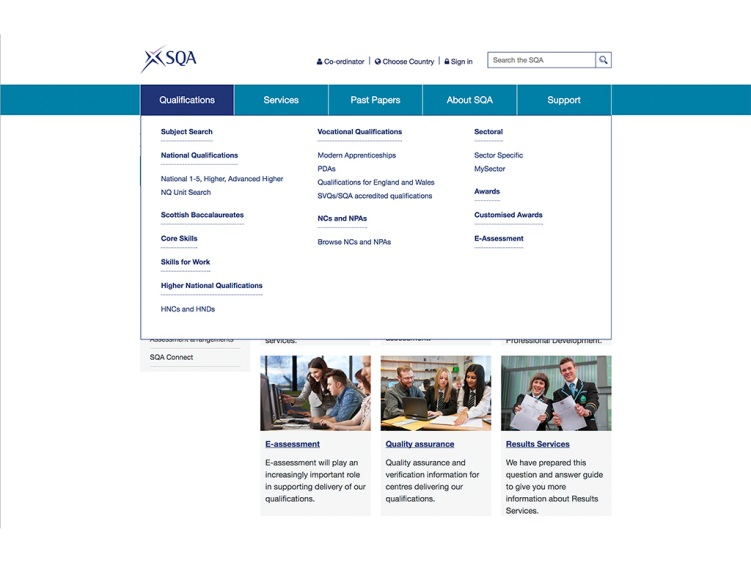 SQA
Co-ordinator | Choose Country | Sign in
Search the SQA
Qualifications Services Past Papers About SQA Support
Subject Search
National Qualifications
National 1-5, Higher, Advanced Higher
NQ Unit Search
Scottish Baccalaureates
Core Skills
Skills for Work
Higher National Qualifications
HNCs and HNDs
Vocational Qualifications
Modern Apprenticeships
PDAs
Qualifications for England and Wales
SVQs/SQA accredited qualifications
NCs and NPAs
Browse NCs and NPAs
Sectoral
Sector Specific
MySector
Awards
Customised Awards
E-Assessment
Assessment arrangements
SQA Connect
services.
assessment.
Professional Development.
E-assessment
E-assessment will play an
increasingly important role
in supporting delivery of our
qualifications.
Quality assurance
Quality assurance and
verification information for
centres delivering our
qualifications.
Results Services
We have prepared this
question and answer guide
to give you more
information about Results
Services.